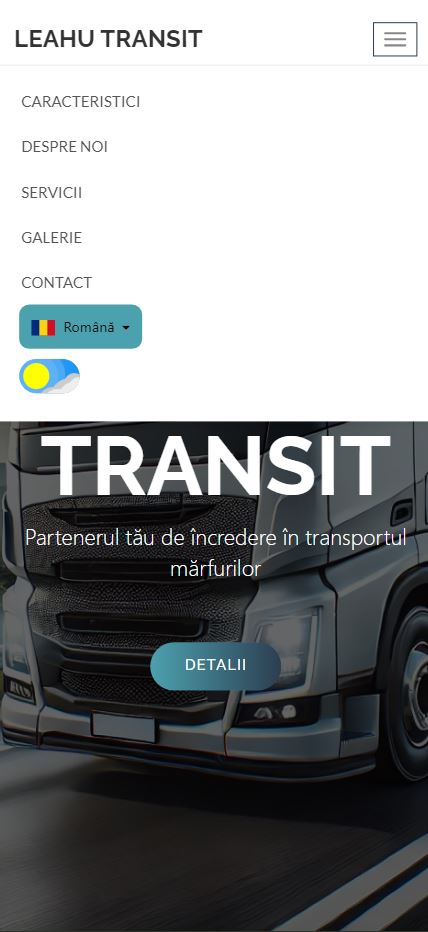 LEAHU TRANSIT
CARACTERISTICI
DESPRE NOI
SERVICII
GALERIE
CONTACT
Română
TRANSIT
Partenerul tău de încredere în transportul
mărfurilor
DETALII